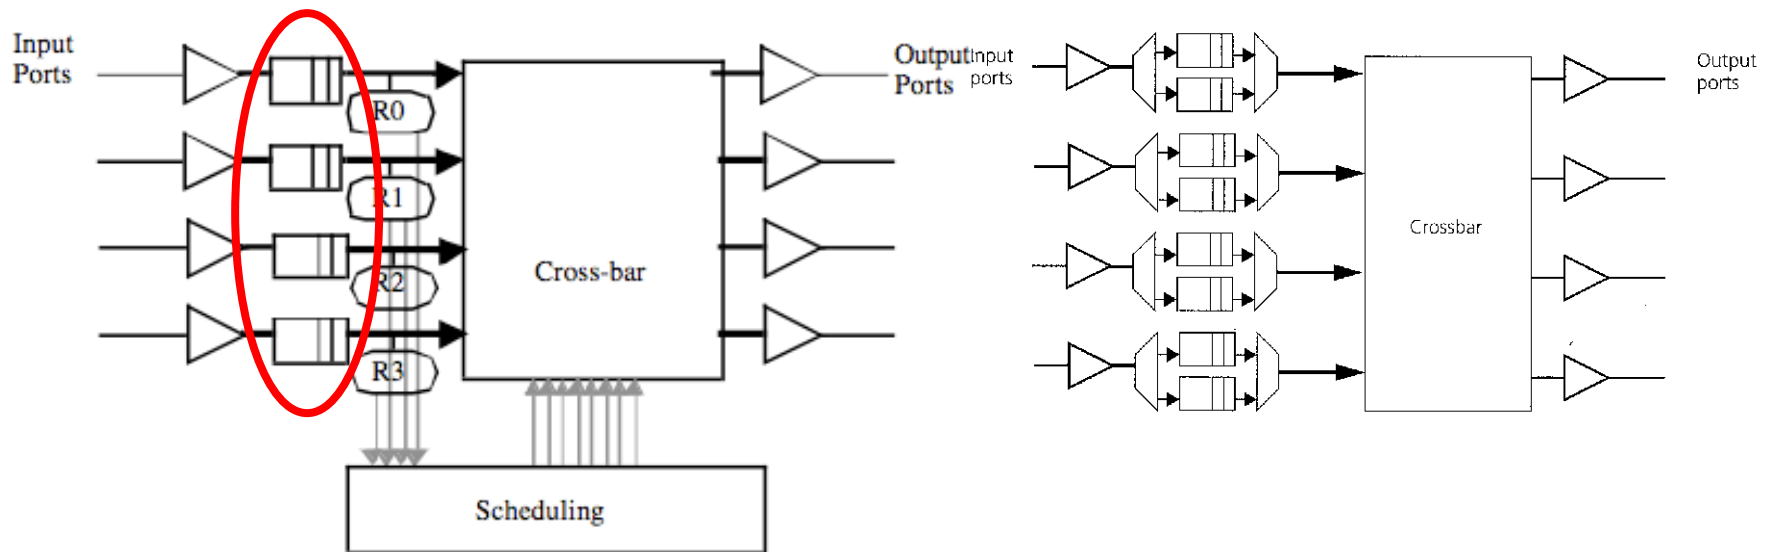 Input
Ports
R0
R1
R2
R3
Cross-bar
Scheduling
Output
Ports
Input
ports
Crossbar
Output
ports